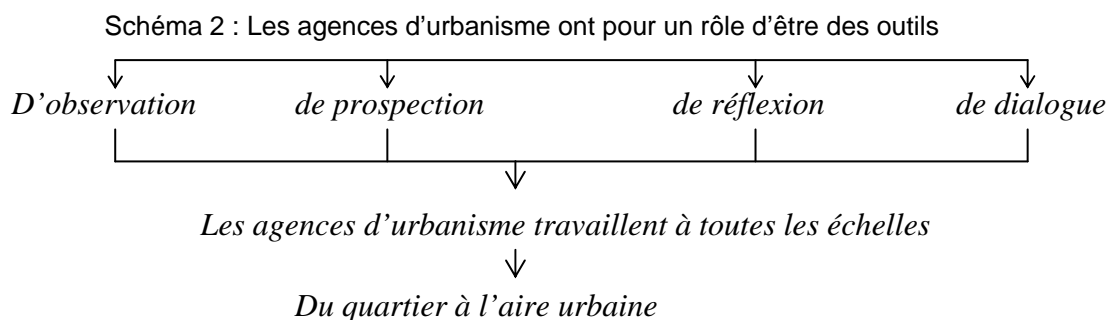 Schéma 2 : Les agences d’urbanisme ont pour un rôle d’être des outils
D’observation de prospection de réflexion de dialogue
Les agences d’urbanisme travaillent à toutes les échelles
Du quartier à l’aire urbaine